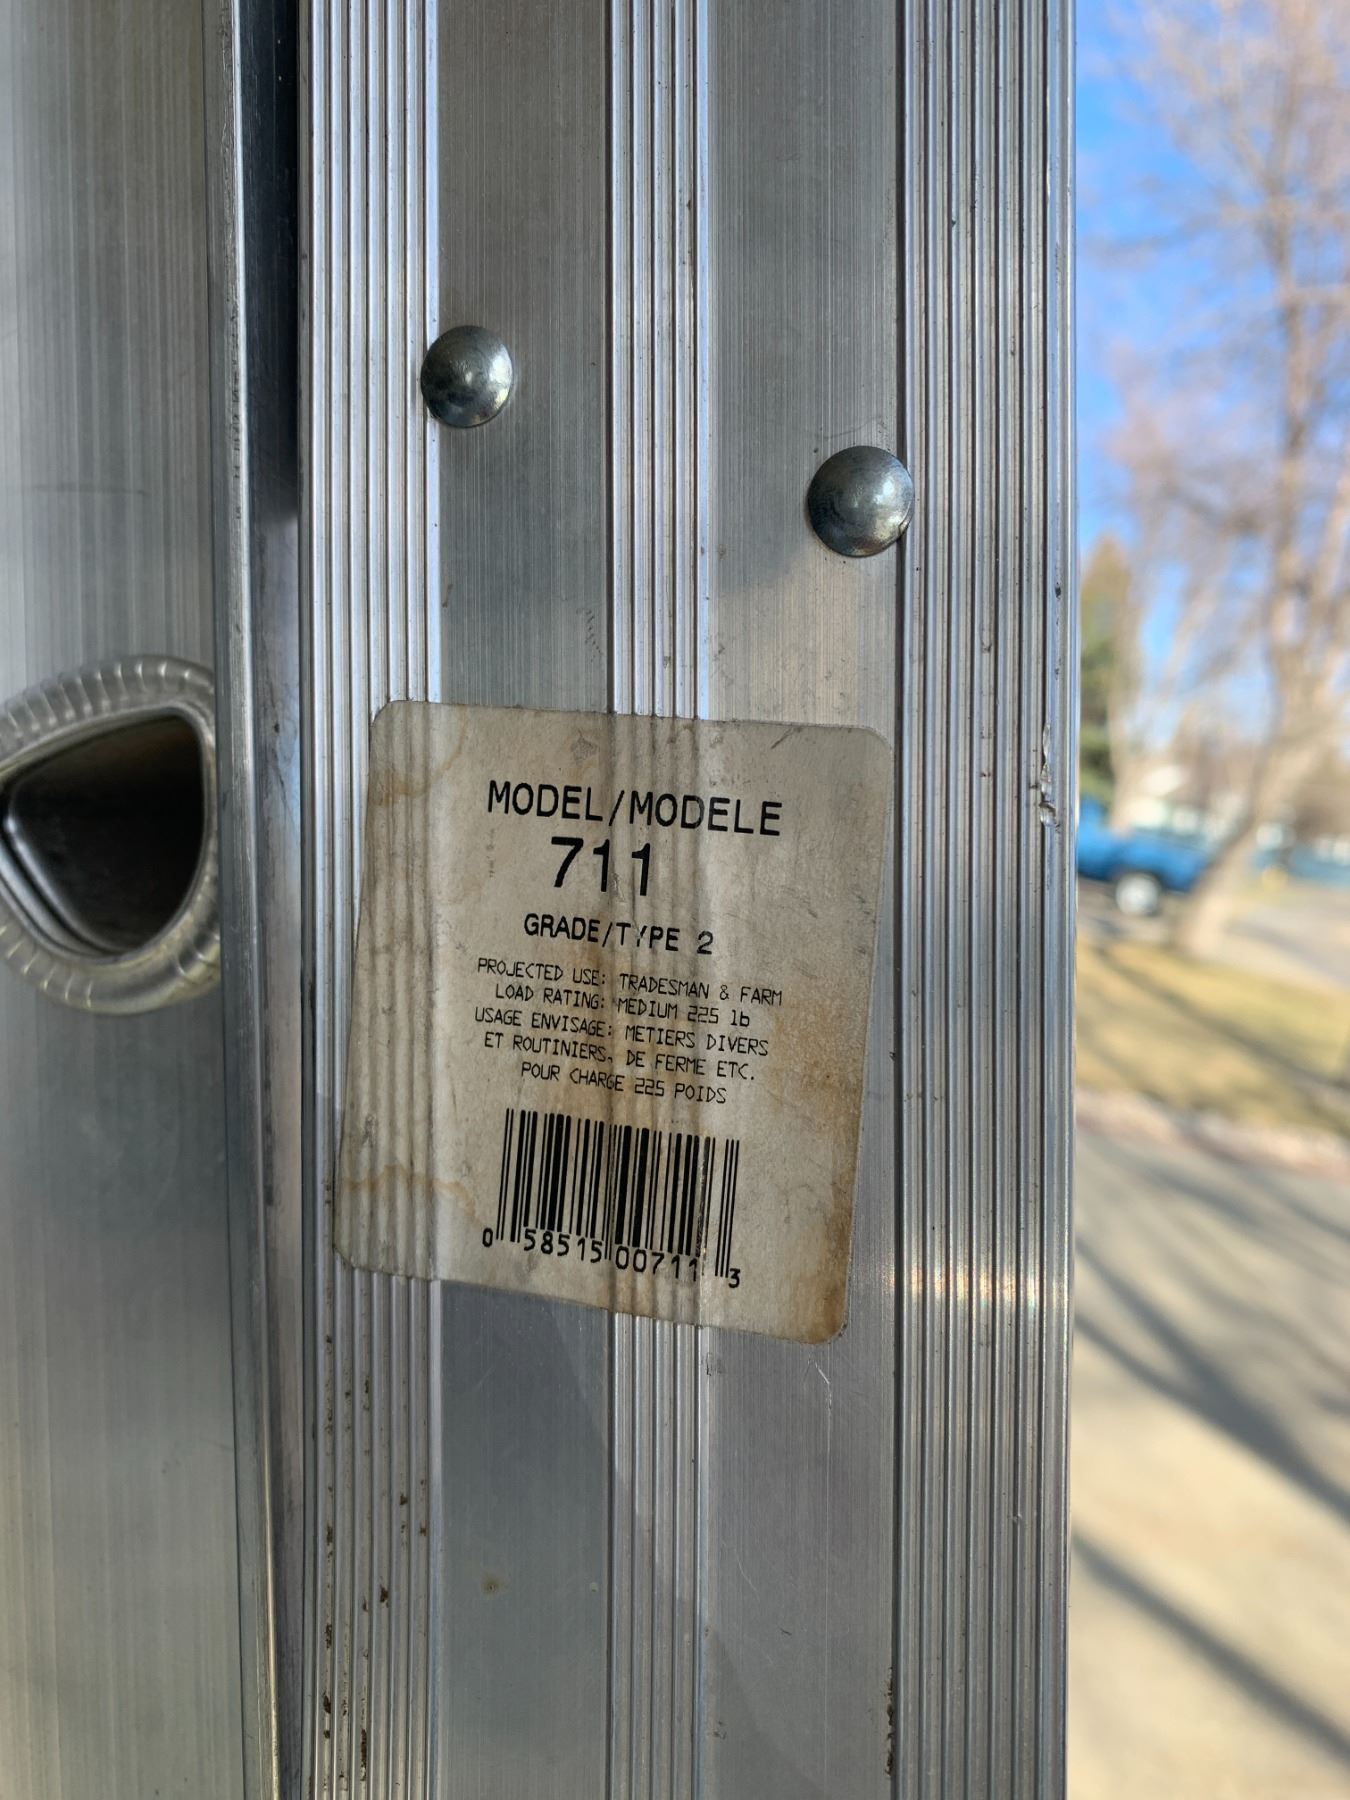 MODEL/MODELE
711
GRADE/TYPE 2
PROJECTED USE: TRADESMAN & FARM
LOAD RATING: MEDIUM 225 lb
USAGE ENVISAGE: METIERS DIVERS
ET ROUTINIERS, DE FERME ETC.
POUR CHARGE 225 POIDS
0 58515 00711 3